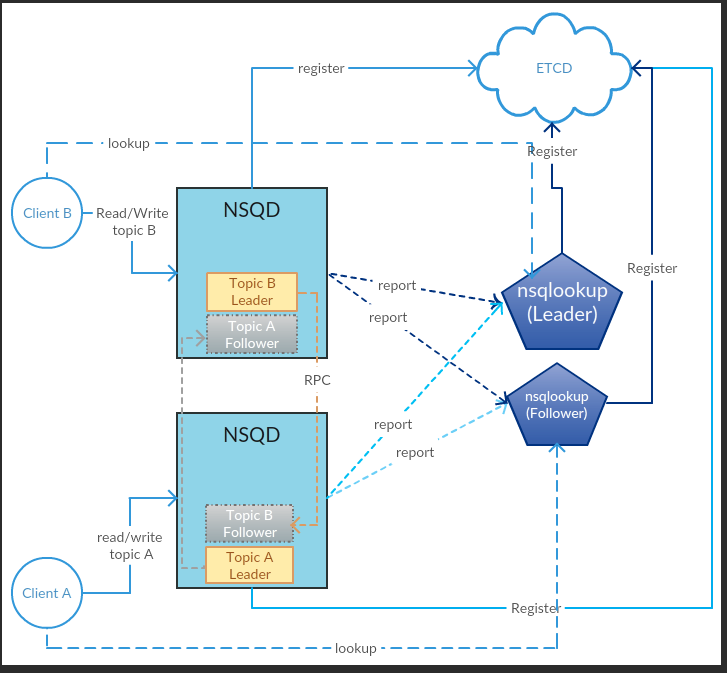 ETCD
register
lookup
Register
Client B
Read/Write
topic B
NSQD
Topic B
Leader
Topic A
Follower
report
report
nsqlookup
(Leader)
Register
RPC
nsqlookup
(Follower)
NSQD
report
report
Topic B
Follower
Topic A
Leader
read/write
topic A
Client A
Register
lookup